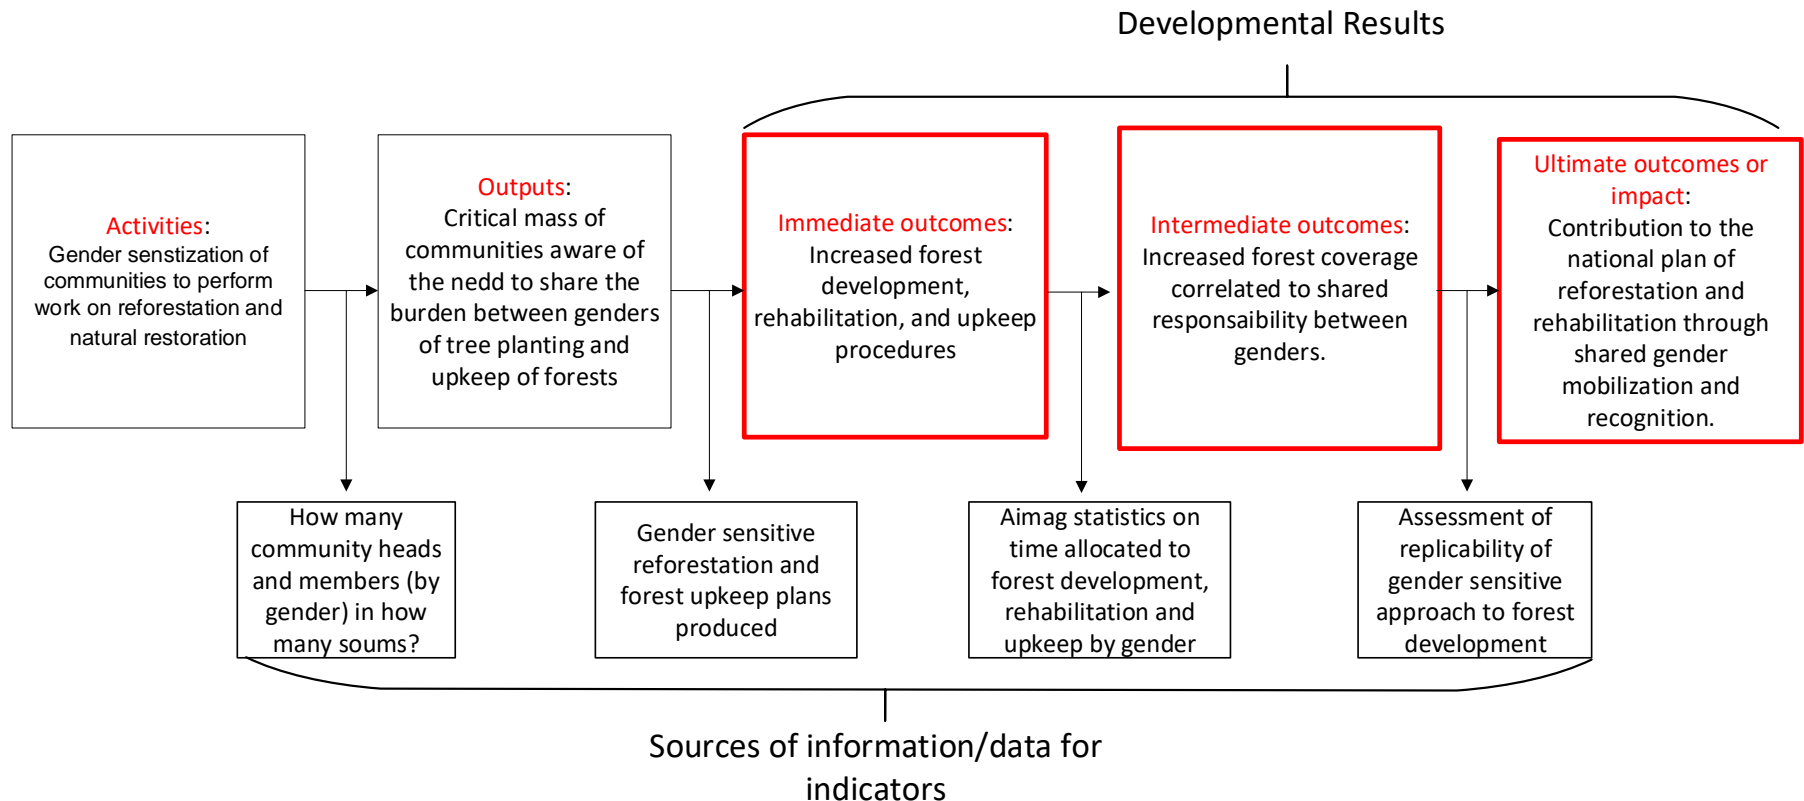 Developmental Results
Activities:
Gender senstization of
communities to perform
work on reforestation and
natural restoration
Outputs:
Critical mass of
communities aware of
the nedd to share the
burden between genders
of tree planting and
upkeep of forests
Immediate outcomes:
Increased forest
development,
rehabilitation, and upkeep
procedures
Intermediate outcomes:
Increased forest coverage
correlated to shared
responsaibility between
genders.
Ultimate outcomes or
impact:
Contribution to the
national plan of
reforestation and
rehabilitation through
shared gender
mobilization and
recognition.
How many
community heads
and members (by
gender) in how
many soums?
Gender sensitive
reforestation and
forest upkeep plans
produced
Aimag statistics on
time allocated to
forest development,
rehabilitation and
upkeep by gender
Assessment of
replicability of
gender sensitive
approach to forest
development
Sources of information/data for
indicators